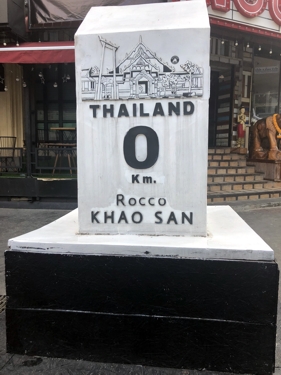 THAILAND
0
Km.
Rocco
KHAO SAN